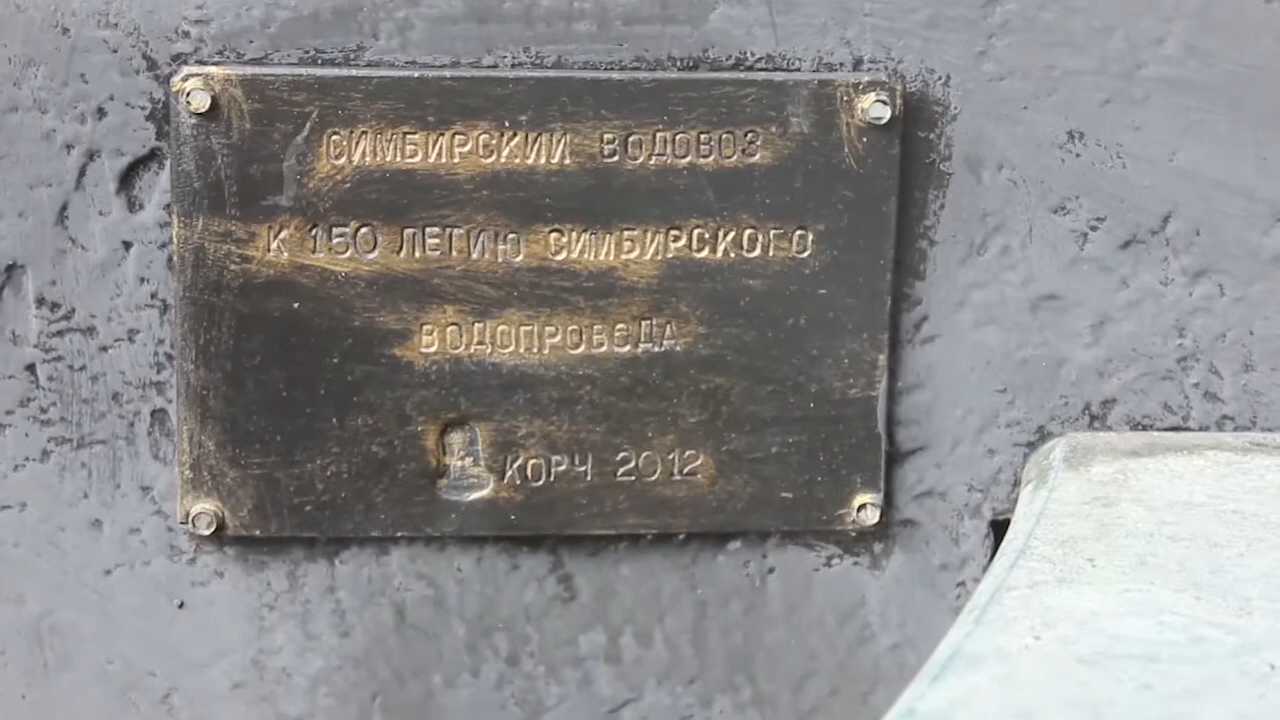 СИМБИРСКИЙ ВОДОВОЗ
К 150 ЛЕТИЮ СИМБИРСКОГО
ВОДОПРОВОДА
КОРЧ 2012